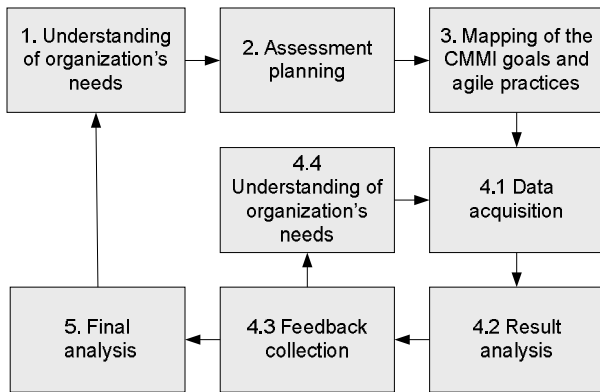 1. Understanding
of organization's
needs
2. Assessment
planning
3. Mapping of the
CMMI goals and
agile practices
4.4
Understanding of
organization's
needs
4.1 Data
acquisition
5. Final
analysis
4.3 Feedback
collection
4.2 Result
analysis